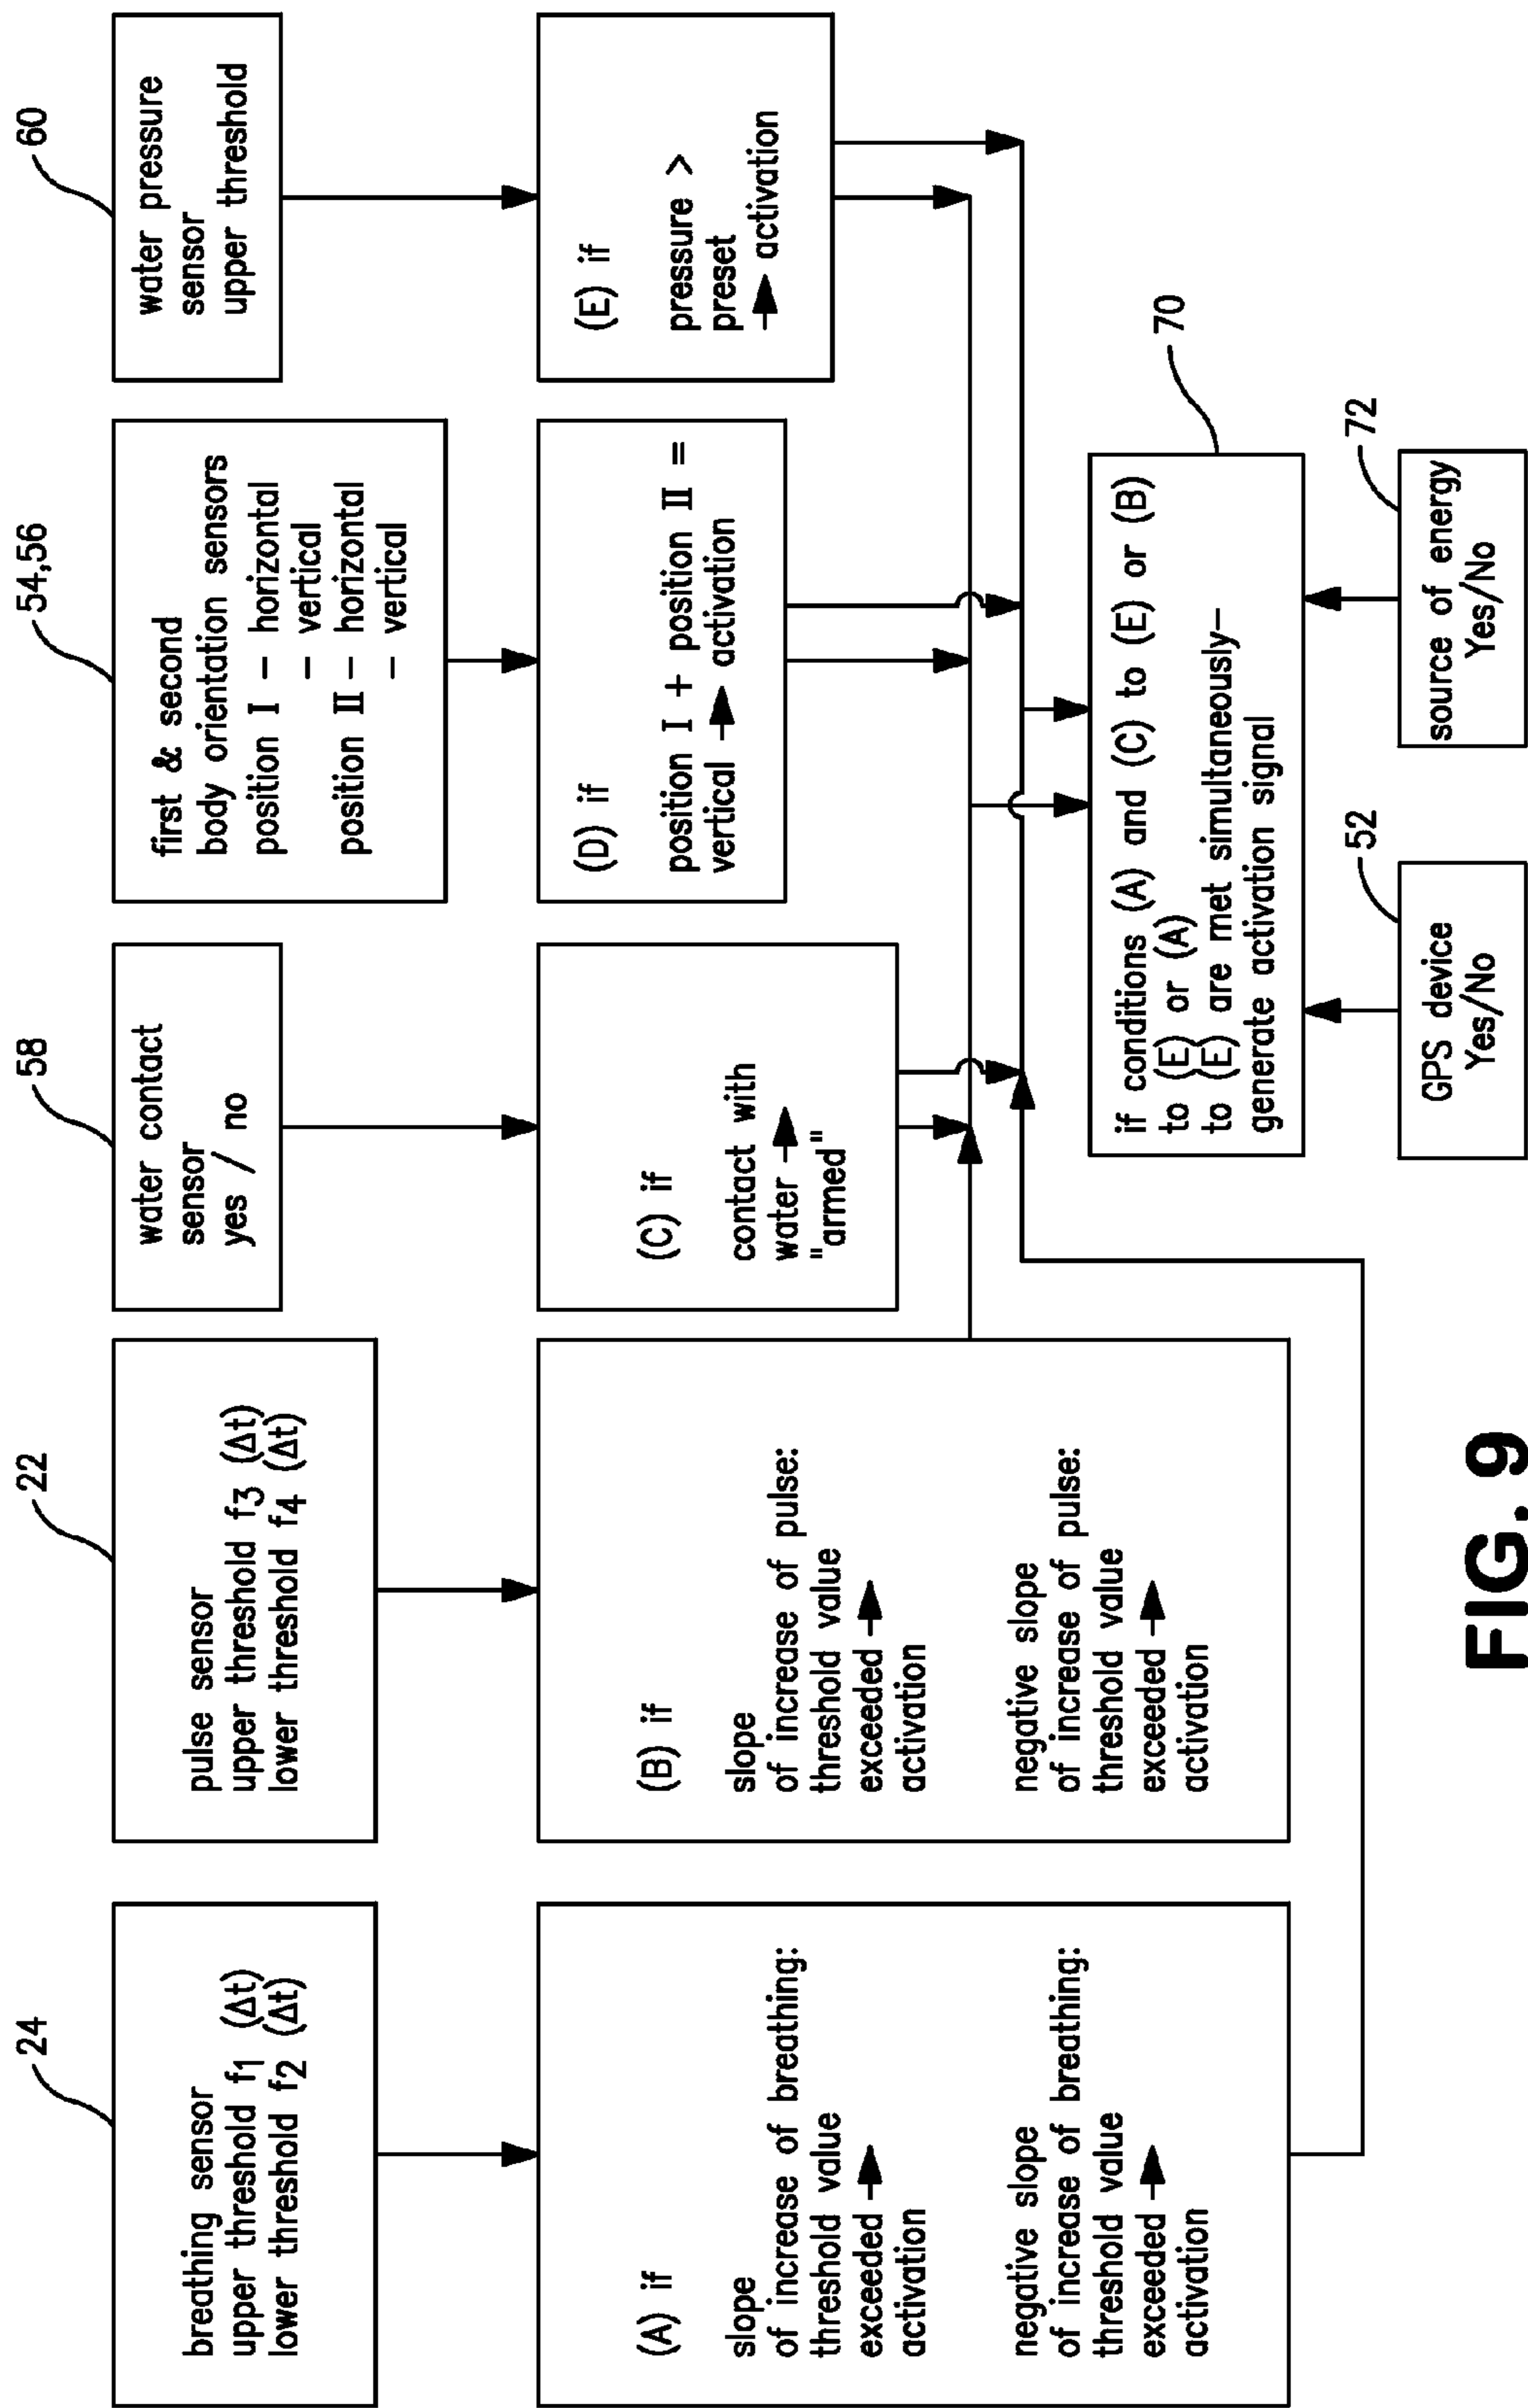 24
breathing sensor
upper threshold f1 (Δt)
lower threshold f2 (Δt)
22
pulse sensor
upper threshold f3 (Δt)
lower threshold f4 (Δt)
58
water contact
sensor
yes / no
54,56
first & second
body orientation sensors
position I – horizontal
– vertical
position II – horizontal
– vertical
60
water pressure
sensor
upper threshold
(A) if
slope
of increase of breathing:
threshold value
exceeded →
activation
negative slope
of increase of breathing:
threshold value
exceeded →
activation
(B) if
slope
of increase of pulse:
threshold value
exceeded →
activation
negative slope
of increase of pulse:
threshold value
exceeded →
activation
(C) if
contact with
water →
"armed"
(D) if
position I + position II =
vertical → activation
(E) if
pressure >
preset
→ activation
70
if conditions (A) and (C) to (E) or (B)
to (E) or (A)
to (E) are met simultaneously–
generate activation signal
52
GPS device
Yes/No
72
source of energy
Yes/No
FIG. 9